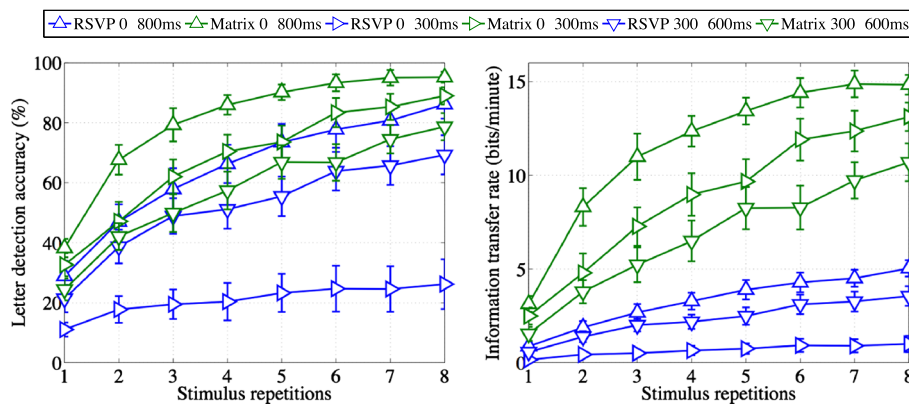 RSVP 0 800ms Matrix 0 800ms RSVP 0 300ms Matrix 0 300ms RSVP 300 600ms Matrix 300 600ms
100
80
60
40
20
0
Letter detection accuracy (%)
1 2 3 4 5 6 7 8
Stimulus repetitions
15
10
5
0
Information transfer rate (bits/minute)
1 2 3 4 5 6 7 8
Stimulus repetitions